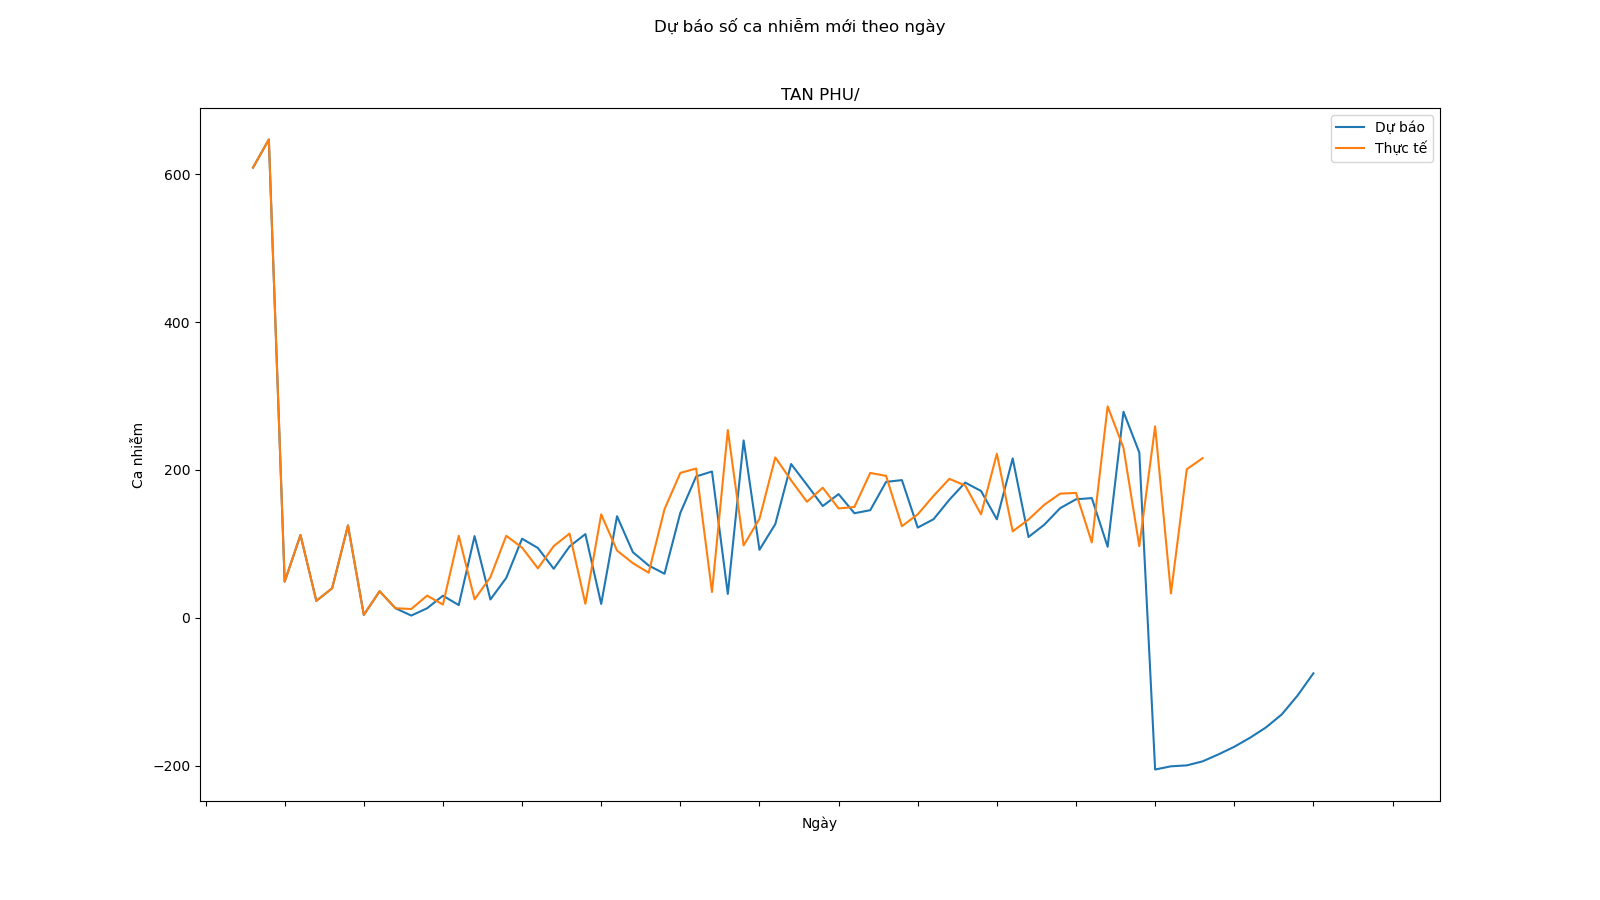 Dự báo số ca nhiễm mới theo ngày
TAN PHU/
Dự báo
Thực tế
600
400
200
0
−200
Ca nhiễm
Ngày